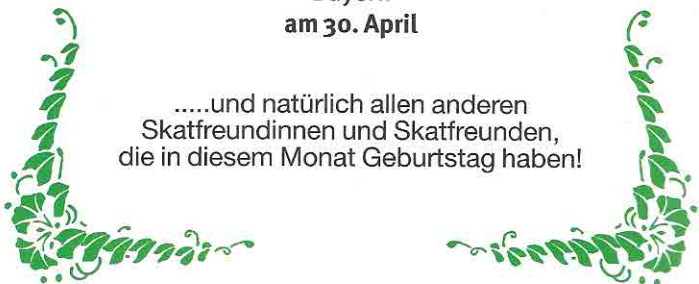 am 30. April
.....und natürlich allen anderen
Skatfreundinnen und Skatfreunden,
die in diesem Monat Geburtstag haben!